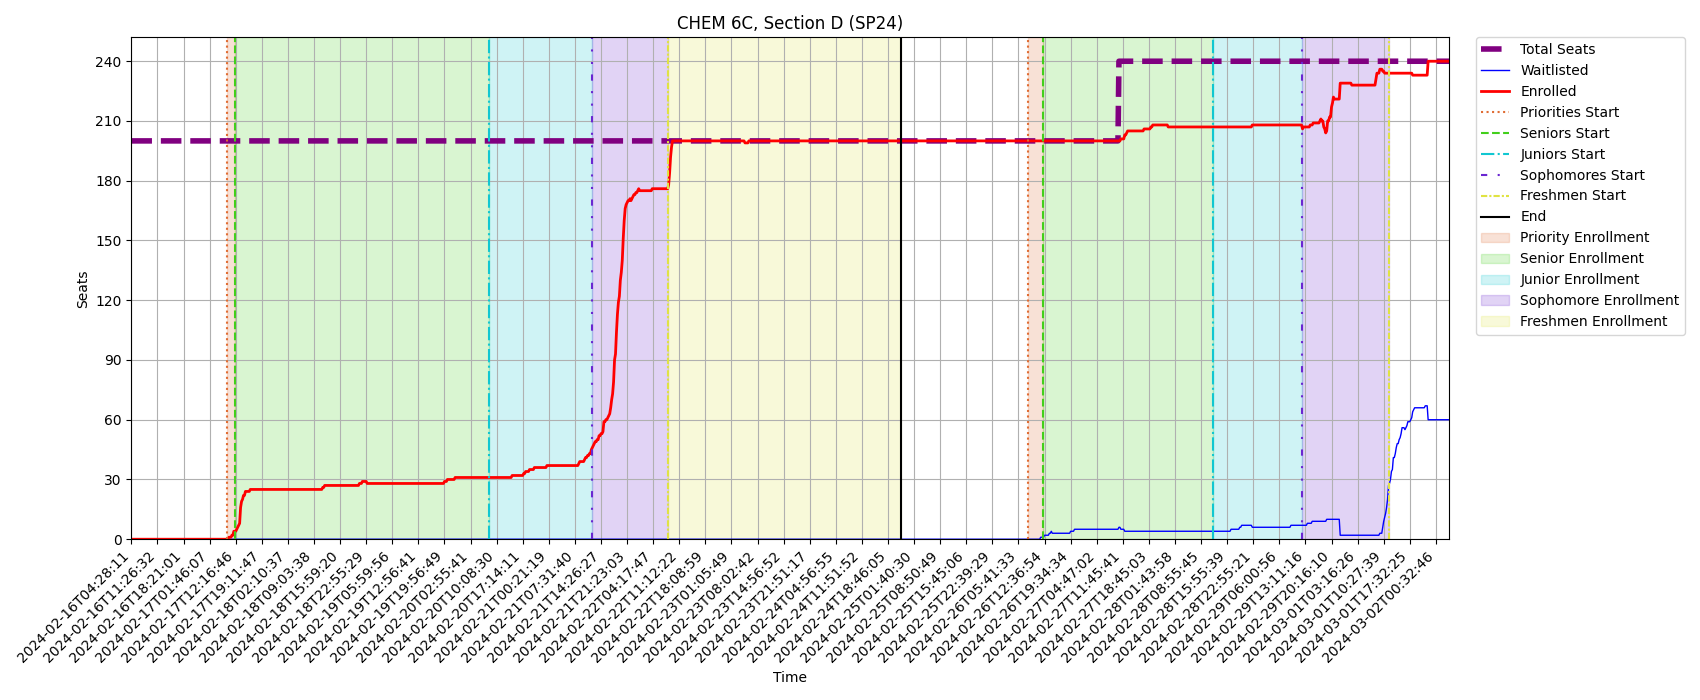 CHEM 6C, Section D (SP24)
Seats
240
210
180
150
120
90
60
30
0
2024-02-16T04:28:11
2024-02-16T11:26:32
2024-02-16T18:21:01
2024-02-17T01:46:07
2024-02-17T12:16:46
2024-02-17T19:11:47
2024-02-18T02:10:37
2024-02-18T09:03:38
2024-02-18T15:59:20
2024-02-18T22:55:29
2024-02-19T05:59:56
2024-02-19T12:56:41
2024-02-19T19:56:49
2024-02-20T02:55:41
2024-02-20T10:08:30
2024-02-20T17:14:11
2024-02-21T00:21:19
2024-02-21T07:31:40
2024-02-21T14:26:27
2024-02-21T21:23:03
2024-02-22T04:17:47
2024-02-22T11:12:22
2024-02-22T18:08:59
2024-02-23T01:05:49
2024-02-23T08:02:42
2024-02-23T14:56:52
2024-02-23T21:51:17
2024-02-24T04:56:55
2024-02-24T11:51:52
2024-02-24T18:46:05
2024-02-25T01:40:30
2024-02-25T08:50:49
2024-02-25T15:45:06
2024-02-25T22:39:29
2024-02-26T05:41:33
2024-02-26T12:36:54
2024-02-26T19:34:34
2024-02-27T04:47:02
2024-02-27T11:45:41
2024-02-27T18:45:03
2024-02-28T01:43:58
2024-02-28T08:55:45
2024-02-28T15:55:39
2024-02-28T22:55:21
2024-02-29T06:00:56
2024-02-29T13:11:16
2024-02-29T20:16:10
2024-03-01T03:16:26
2024-03-01T10:27:39
2024-03-01T17:32:25
2024-03-02T00:32:46
Time
Total Seats
Waitlisted
Enrolled
Priorities Start
Seniors Start
Juniors Start
Sophomores Start
Freshmen Start
End
Priority Enrollment
Senior Enrollment
Junior Enrollment
Sophomore Enrollment
Freshmen Enrollment